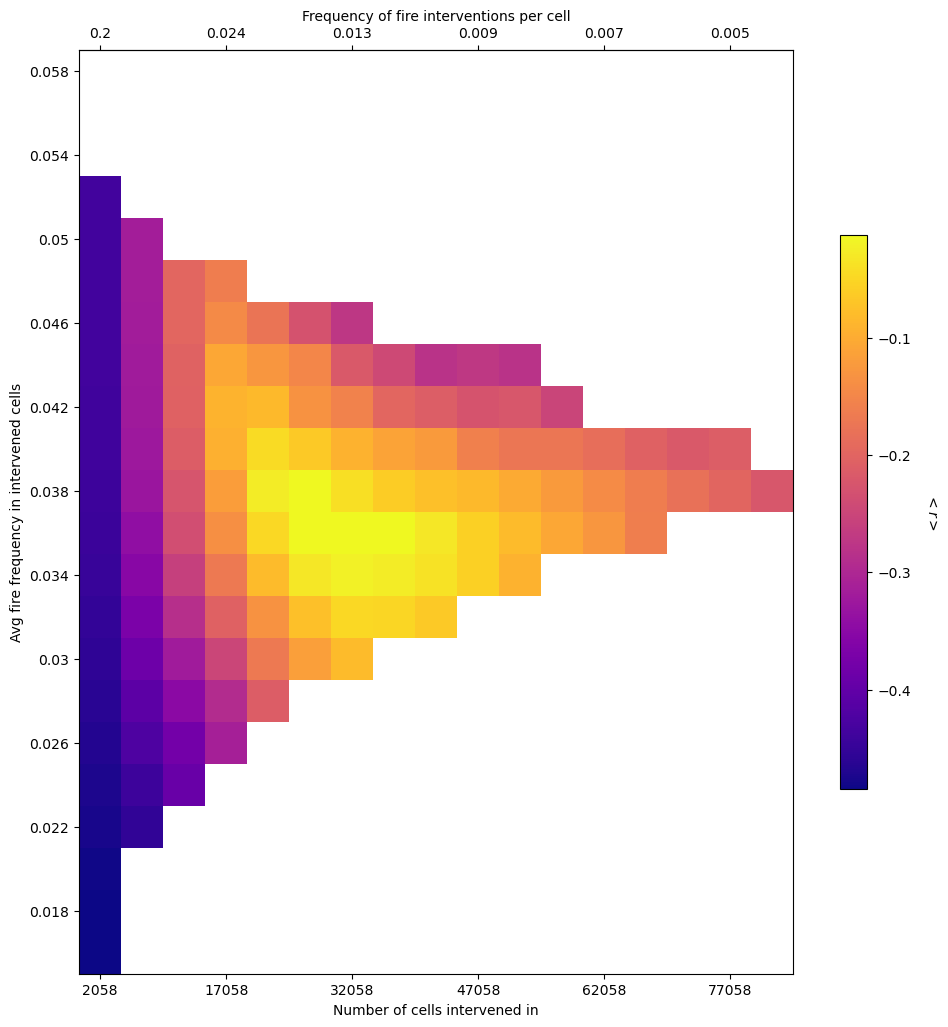 Frequency of fire interventions per cell
0.2 0.024 0.013 0.009 0.007 0.005
0.058
0.054
0.05
0.046
0.042
0.038
0.034
0.03
0.026
0.022
0.018
Avg fire frequency in intervened cells
2058 17058 32058 47058 62058 77058
Number of cells intervened in
−0.1
−0.2
−0.3
−0.4
< r >